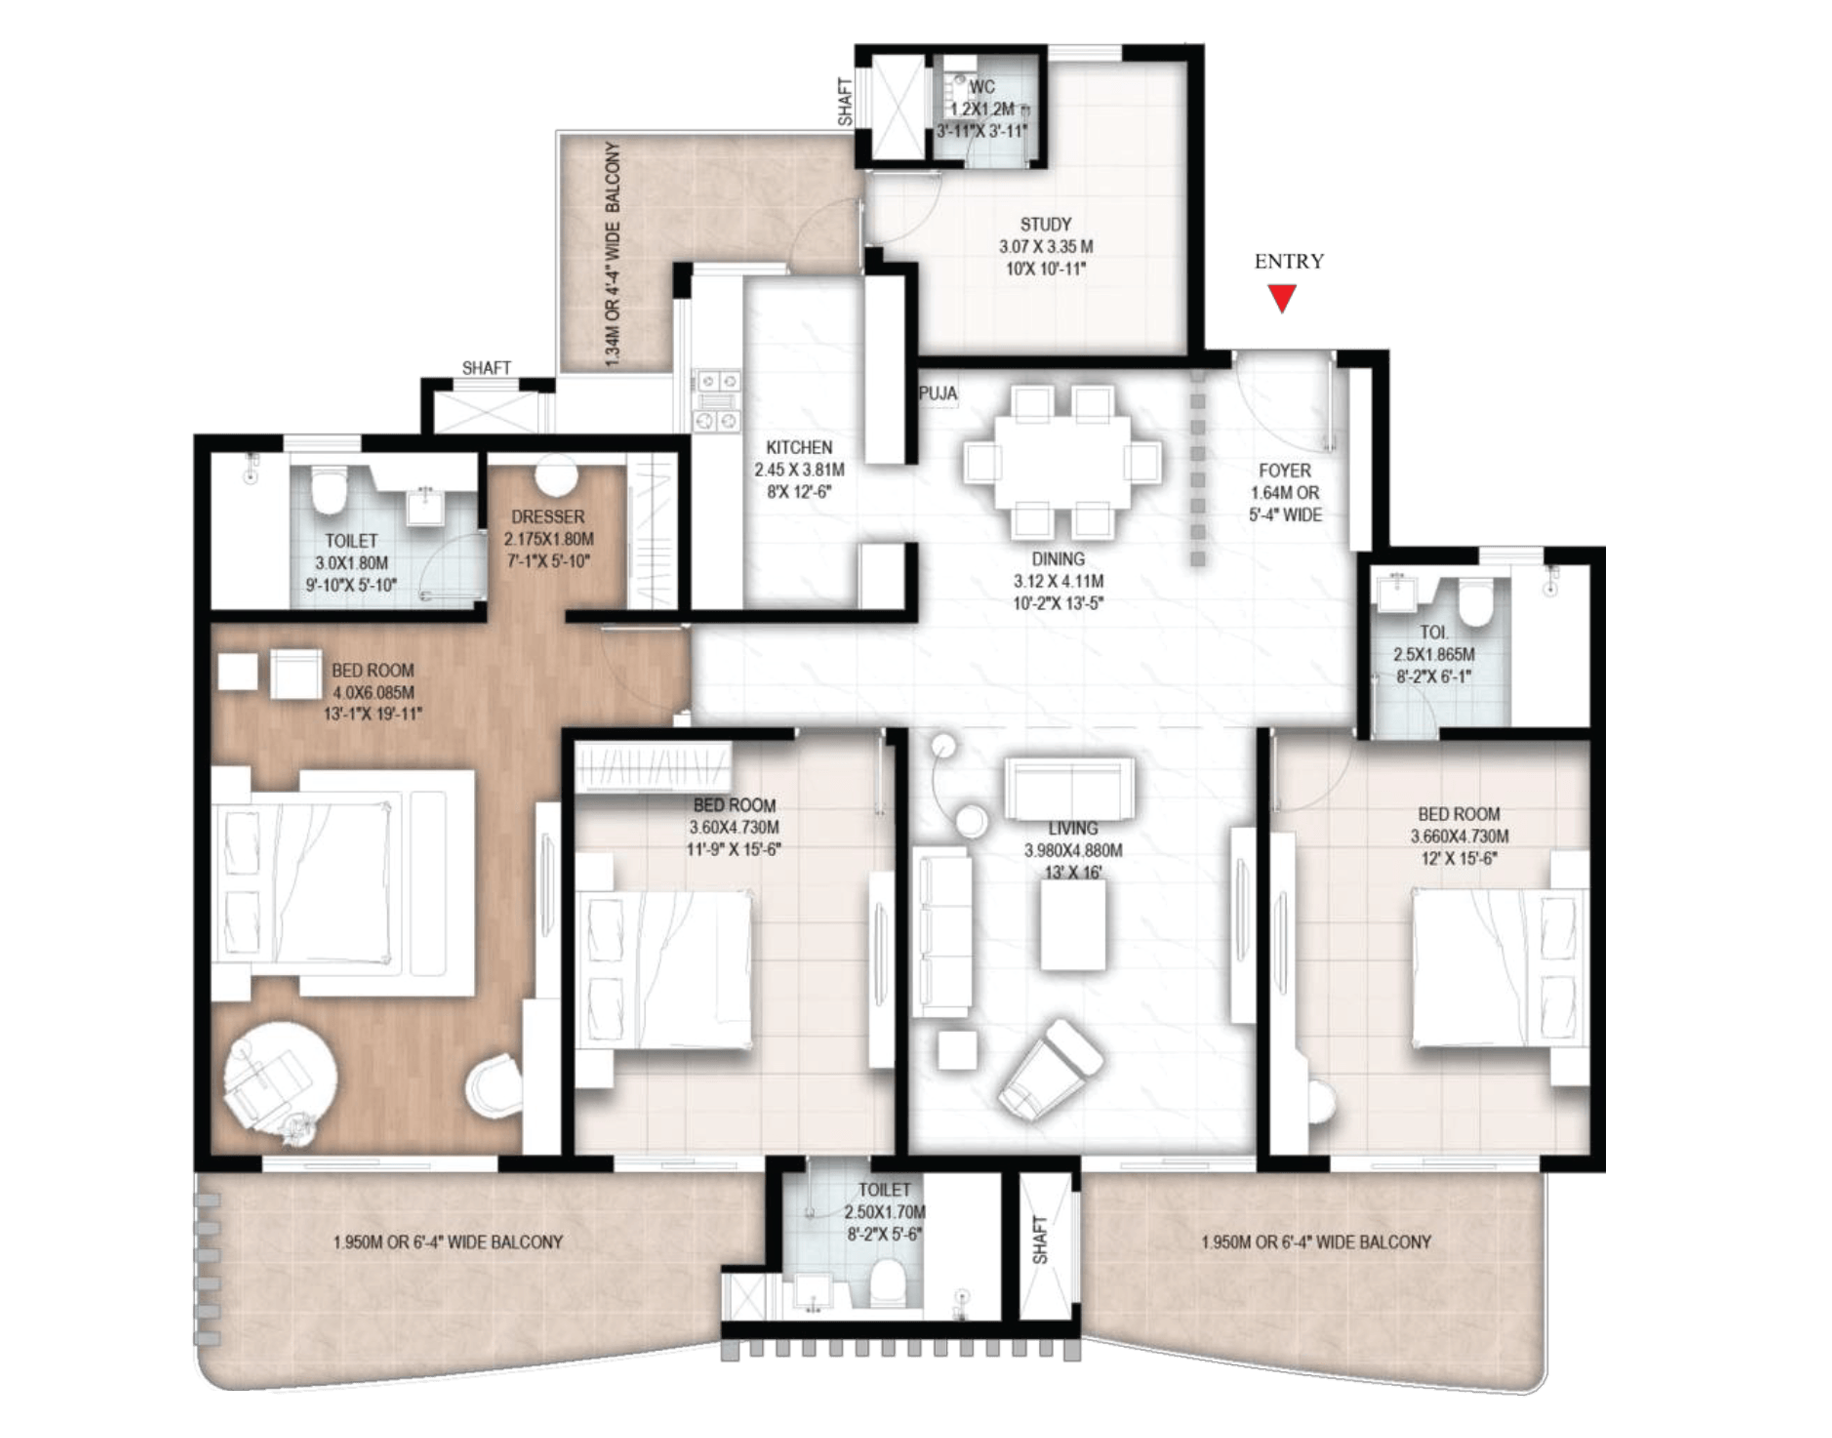 SHAFT
WC
1.2X1.2M
3'-11"X 3'-11"
1.34M OR 4'-4" WIDE BALCONY
STUDY
3.07 X 3.35 M
10'X 10'-11"
ENTRY
SHAFT
PUJA
KITCHEN
2.45 X 3.81M
8'X 12'-6"
FOYER
1.64M OR
5'-4" WIDE
DRESSER
2.175X1.80M
7'-1"X 5'-10"
TOILET
3.0X1.80M
9'-10"X 5'-10"
DINING
3.12 X 4.11M
10'-2"X 13'-5"
TOI.
2.5X1.865M
8'-2"X 6'-1"
BED ROOM
4.0X6.085M
13'-1"X 19'-11"
BED ROOM
3.60X4.730M
11'-9" X 15'-6"
LIVING
3.980X4.880M
13' X 16'
BED ROOM
3.660X4.730M
12' X 15'-6"
1.950M OR 6'-4" WIDE BALCONY
TOILET
2.50X1.70M
8'-2"X 5'-6"
SHAFT
1.950M OR 6'-4" WIDE BALCONY